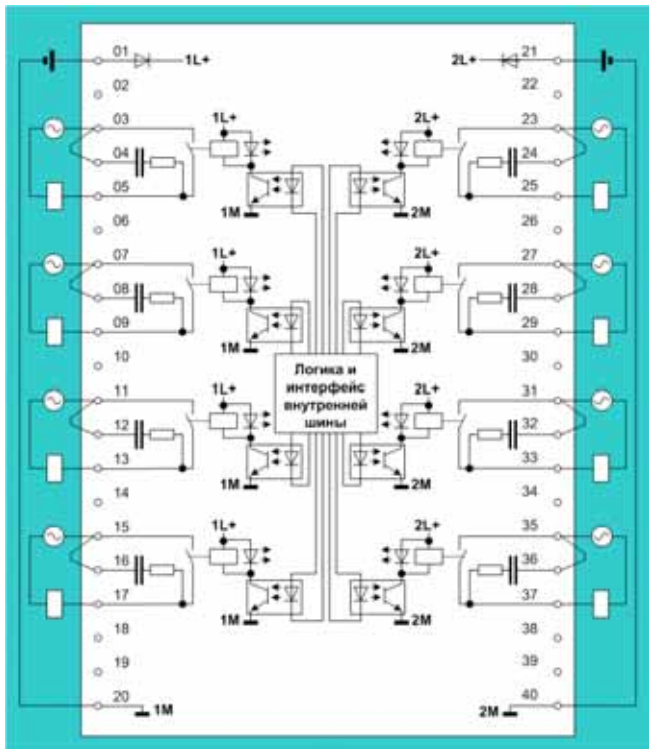 01 1L+ 2L+ 21
02 22
03 1L+ 2L+ 23
04 24
05 1M 2M 25
06 26
07 1L+ 2L+ 27
08 28
09 1M 2M 29
10 30
Логика и
интерфейс
внутренней
шины
11 1L+ 2L+ 31
12 32
13 1M 2M 33
14 34
15 1L+ 2L+ 35
16 36
17 1M 2M 37
18 38
19 39
20 1M 2M 40